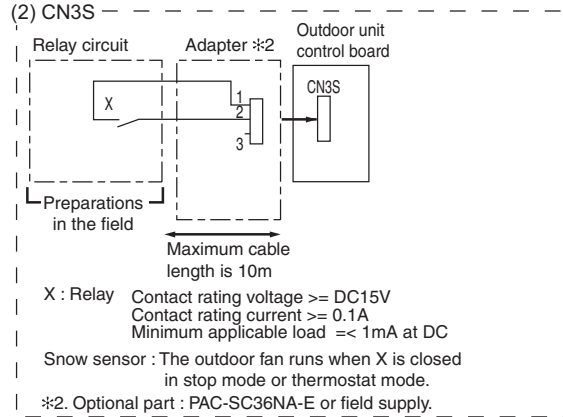 (2) CN3S
Relay circuit
Adapter ※2
Outdoor unit
control board
CN3S
X
1
2
3
Preparations
in the field
Maximum cable
length is 10m
X : Relay
Contact rating voltage >= DC15V
Contact rating current >= 0.1A
Minimum applicable load =< 1mA at DC
Snow sensor : The outdoor fan runs when X is closed
in stop mode or thermostat mode.
※2. Optional part : PAC-SC36NA-E or field supply.